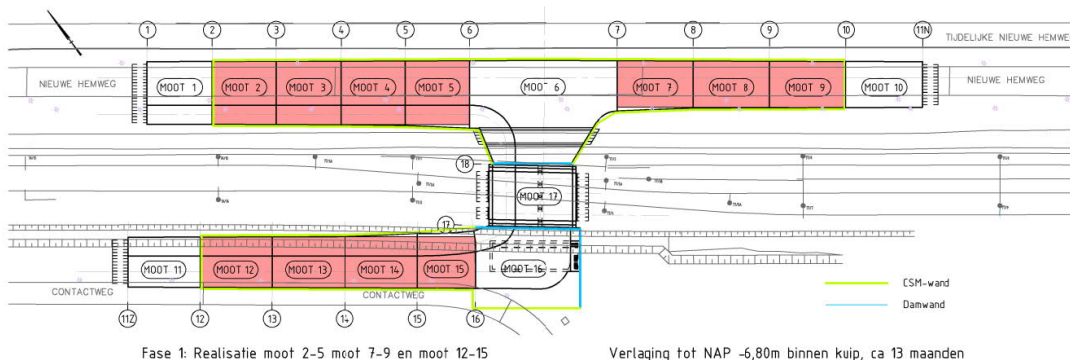 1 2 3 4 5 6 7 8 9 10 11N
TIJDELIJKE NIEUWE HEMWEG
NIEUWE HEMWEG MOOT 1 MOOT 2 MOOT 3 MOOT 4 MOOT 5 MOOT 6 MOOT 7 MOOT 8 MOOT 9 MOOT 10 NIEUWE HEMWEG
18
MOOT 17
17
MOOT 11 MOOT 12 MOOT 13 MOOT 14 MOOT 15 MOOT 16
CONTACTWEG CONTACTWEG
CSM-wand
Damwand
11Z 12 13 14 15 16
Fase 1: Realisatie moot 2-5 moot 7-9 en moot 12-15 Verlaging tot NAP -6,80m binnen kuip, ca 13 maanden